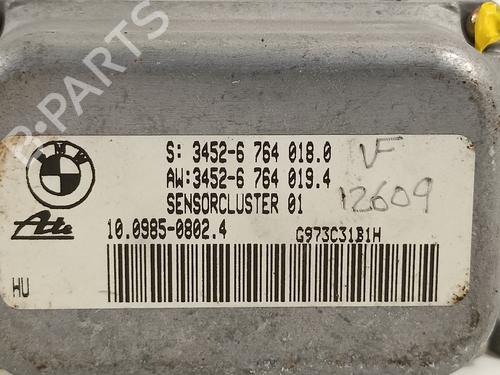 B-PARTS
BMW
S: 3452-6 764 018.0
AW:3452-6 764 019.4
SENSORCLUSTER 01
VF
12609
Ate
10.0985-0802.4
G973C31B1H
HU